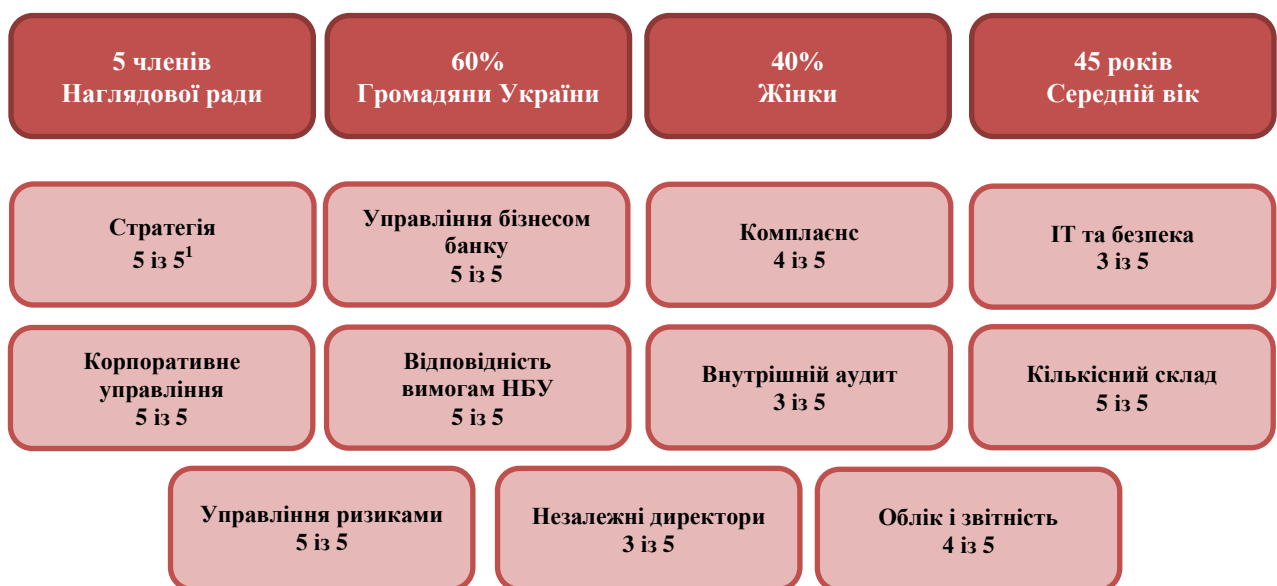 5 членів
Наглядової ради
60%
Громадяни України
40%
Жінки
45 років
Середній вік
Стратегія
5 із 5¹
Управління бізнесом
банку
5 із 5
Комплаєнс
4 із 5
ІТ та безпека
3 із 5
Корпоративне
управління
5 із 5
Відповідність
вимогам НБУ
5 із 5
Внутрішній аудит
3 із 5
Кількісний склад
5 із 5
Управління ризиками
5 із 5
Незалежні директори
3 із 5
Облік і звітність
4 із 5